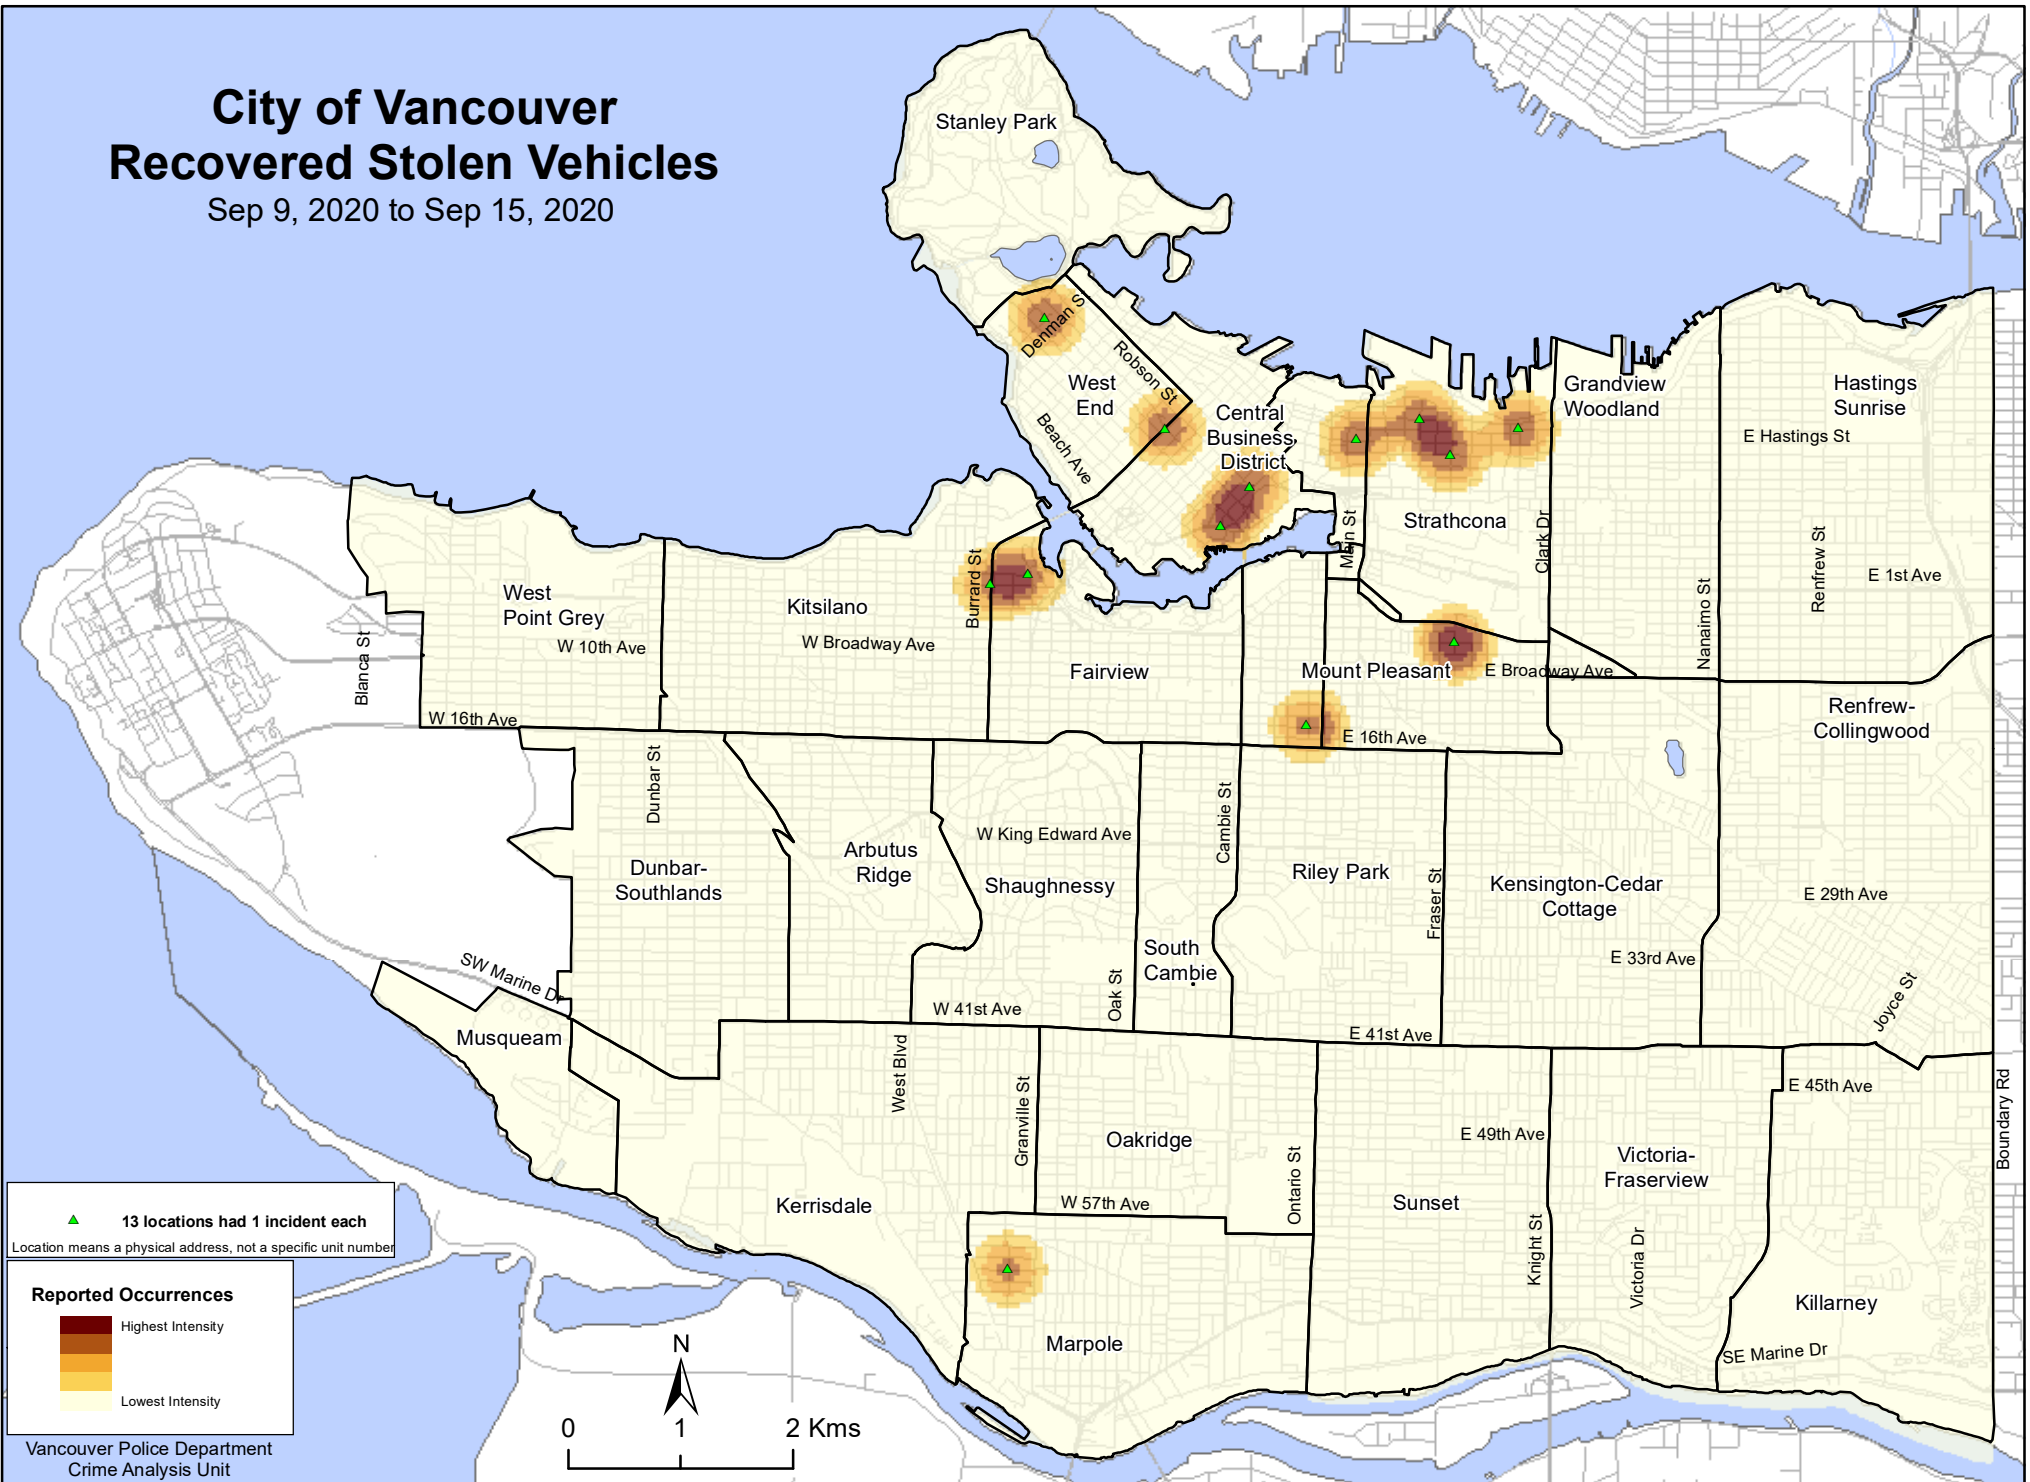 City of Vancouver
Recovered Stolen Vehicles
Sep 9, 2020 to Sep 15, 2020
Stanley Park
Denman S
Robson St
West
End
Beach Ave
Central
Business
District
Grandview
Woodland
Hastings
Sunrise
E Hastings St
Strathcona
Main St
Clark Dr
Nanaimo St
Renfrew St
E 1st Ave
West
Point Grey
W 10th Ave
Blanca St
W 16th Ave
Kitsilano
W Broadway Ave
Burrard St
Fairview
Mount Pleasant
E Broadway Ave
E 16th Ave
Renfrew-
Collingwood
Dunbar St
Dunbar-
Southlands
Arbutus
Ridge
W King Edward Ave
Shaughnessy
Cambie St
South
Cambie
Oak St
Riley Park
Fraser St
Kensington-Cedar
Cottage
E 29th Ave
E 33rd Ave
Joyce St
SW Marine Dr
Musqueam
W 41st Ave
E 41st Ave
West Blvd
Granville St
E 45th Ave
Boundary Rd
Oakridge
E 49th Ave
Ontario St
Victoria-
Fraserview
Kerrisdale
W 57th Ave
Sunset
Knight St
Victoria Dr
Killarney
Marpole
SE Marine Dr
13 locations had 1 incident each
Location means a physical address, not a specific unit number
Reported Occurrences
Highest Intensity
Lowest Intensity
Vancouver Police Department
Crime Analysis Unit
N
0 1 2 Kms